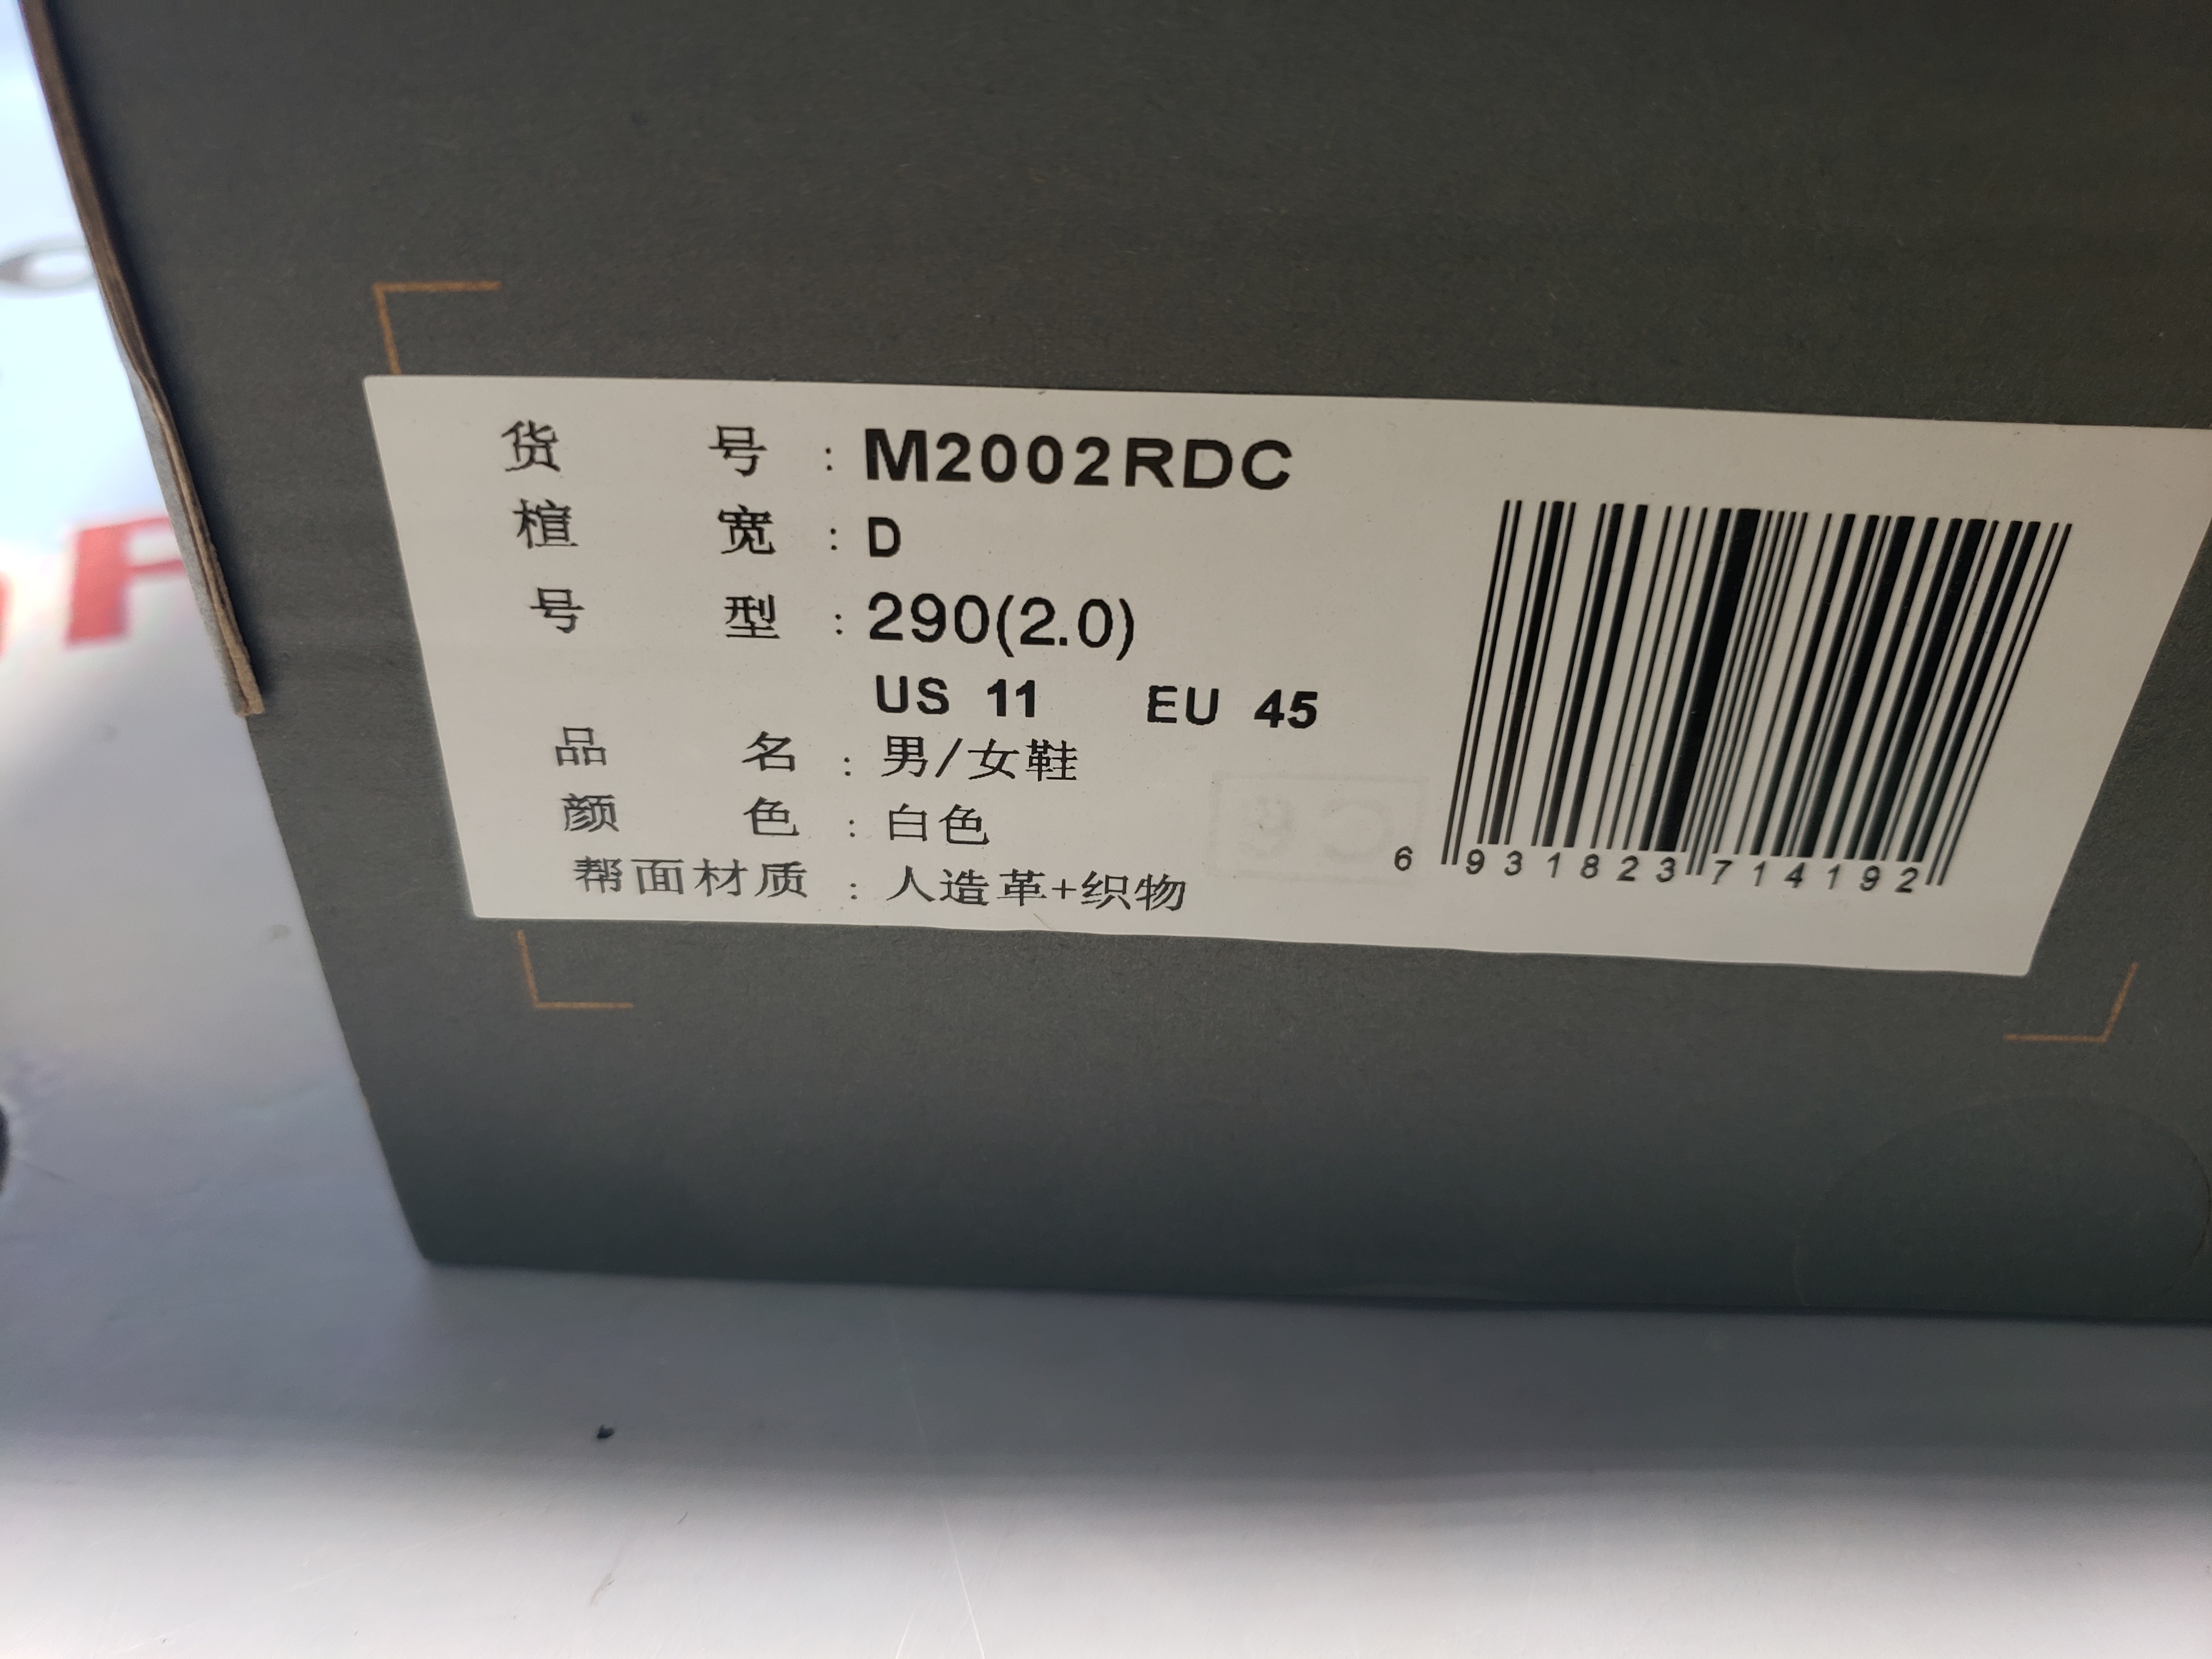 货号：M2002RDC
楦宽：D
号型：290(2.0)
US 11 EU 45
品名：男/女鞋
颜色：白色
帮面材质：人造革+织物
6 931823 714192